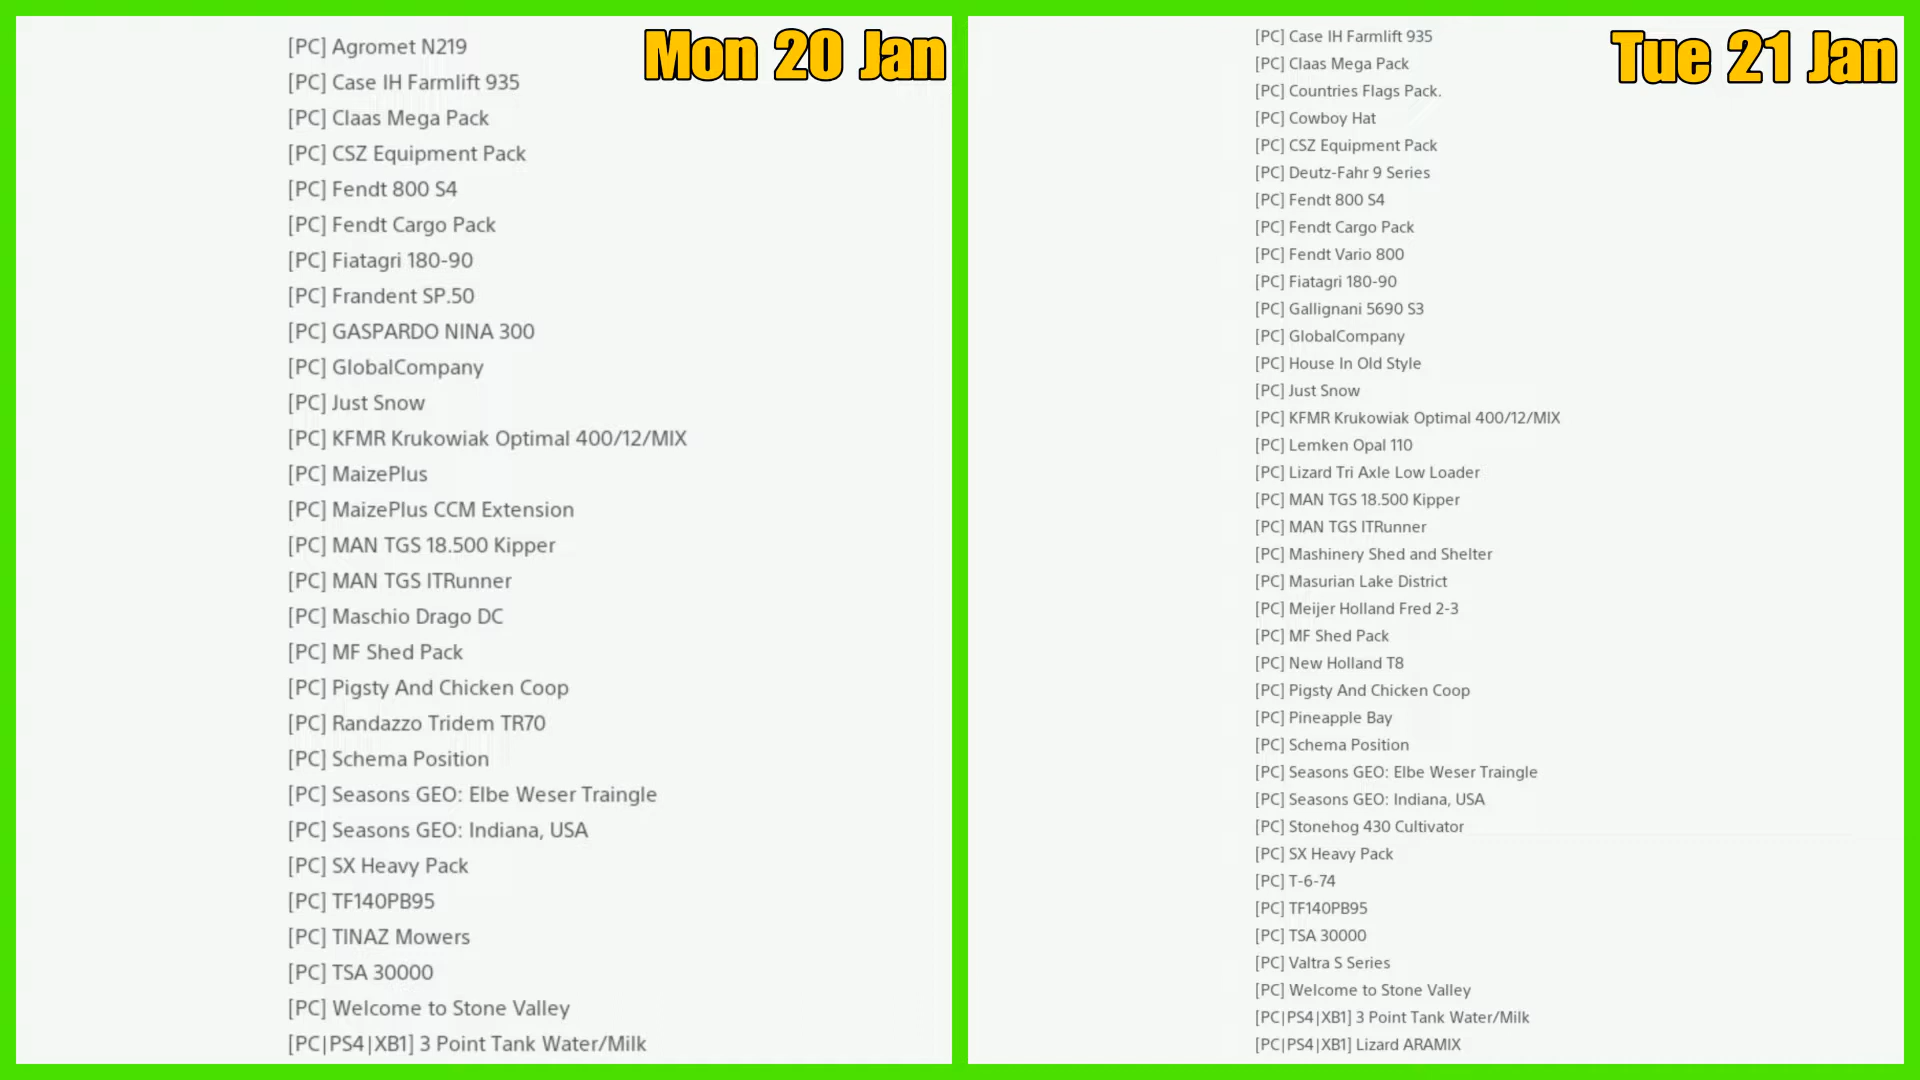 Mon 20 Jan
[PC] Agromet N219
[PC] Case IH Farmlift 935
[PC] Claas Mega Pack
[PC] CSZ Equipment Pack
[PC] Fendt 800 S4
[PC] Fendt Cargo Pack
[PC] Fiatagri 180-90
[PC] Frandent SP.50
[PC] GASPARDO NINA 300
[PC] GlobalCompany
[PC] Just Snow
[PC] KFMR Krukowiak Optimal 400/12/MIX
[PC] MaizePlus
[PC] MaizePlus CCM Extension
[PC] MAN TGS 18.500 Kipper
[PC] MAN TGS ITRunner
[PC] Maschio Drago DC
[PC] MF Shed Pack
[PC] Pigsty And Chicken Coop
[PC] Randazzo Tridem TR70
[PC] Schema Position
[PC] Seasons GEO: Elbe Weser Traingle
[PC] Seasons GEO: Indiana, USA
[PC] SX Heavy Pack
[PC] TF140PB95
[PC] TINAZ Mowers
[PC] TSA 30000
[PC] Welcome to Stone Valley
[PC|PS4|XB1] 3 Point Tank Water/Milk
Tue 21 Jan
[PC] Case IH Farmlift 935
[PC] Claas Mega Pack
[PC] Countries Flags Pack.
[PC] Cowboy Hat
[PC] CSZ Equipment Pack
[PC] Deutz-Fahr 9 Series
[PC] Fendt 800 S4
[PC] Fendt Cargo Pack
[PC] Fendt Vario 800
[PC] Fiatagri 180-90
[PC] Gallignani 5690 S3
[PC] GlobalCompany
[PC] House In Old Style
[PC] Just Snow
[PC] KFMR Krukowiak Optimal 400/12/MIX
[PC] Lemken Opal 110
[PC] Lizard Tri Axle Low Loader
[PC] MAN TGS 18.500 Kipper
[PC] MAN TGS ITRunner
[PC] Mashinery Shed and Shelter
[PC] Masurian Lake District
[PC] Meijer Holland Fred 2-3
[PC] MF Shed Pack
[PC] New Holland T8
[PC] Pigsty And Chicken Coop
[PC] Pineapple Bay
[PC] Schema Position
[PC] Seasons GEO: Elbe Weser Traingle
[PC] Seasons GEO: Indiana, USA
[PC] Stonehog 430 Cultivator
[PC] SX Heavy Pack
[PC] T-6-74
[PC] TF140PB95
[PC] TSA 30000
[PC] Valtra S Series
[PC] Welcome to Stone Valley
[PC|PS4|XB1] 3 Point Tank Water/Milk
[PC|PS4|XB1] Lizard ARAMIX